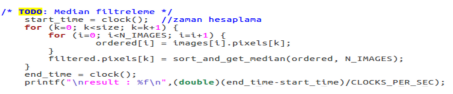 /* TODO: Median filtreleme */
start_time = clock(); //zaman hesaplama
for (k=0; k<size; k=k+1) {
for (i=0; i<N_IMAGES; i=i+1) {
ordered[i] = images[i].pixels[k];
}
filtered.pixels[k] = sort_and_get_median(ordered, N_IMAGES);
}
end_time = clock();
printf("\nresult : %f\n",(double)(end_time-start_time)/CLOCKS_PER_SEC);